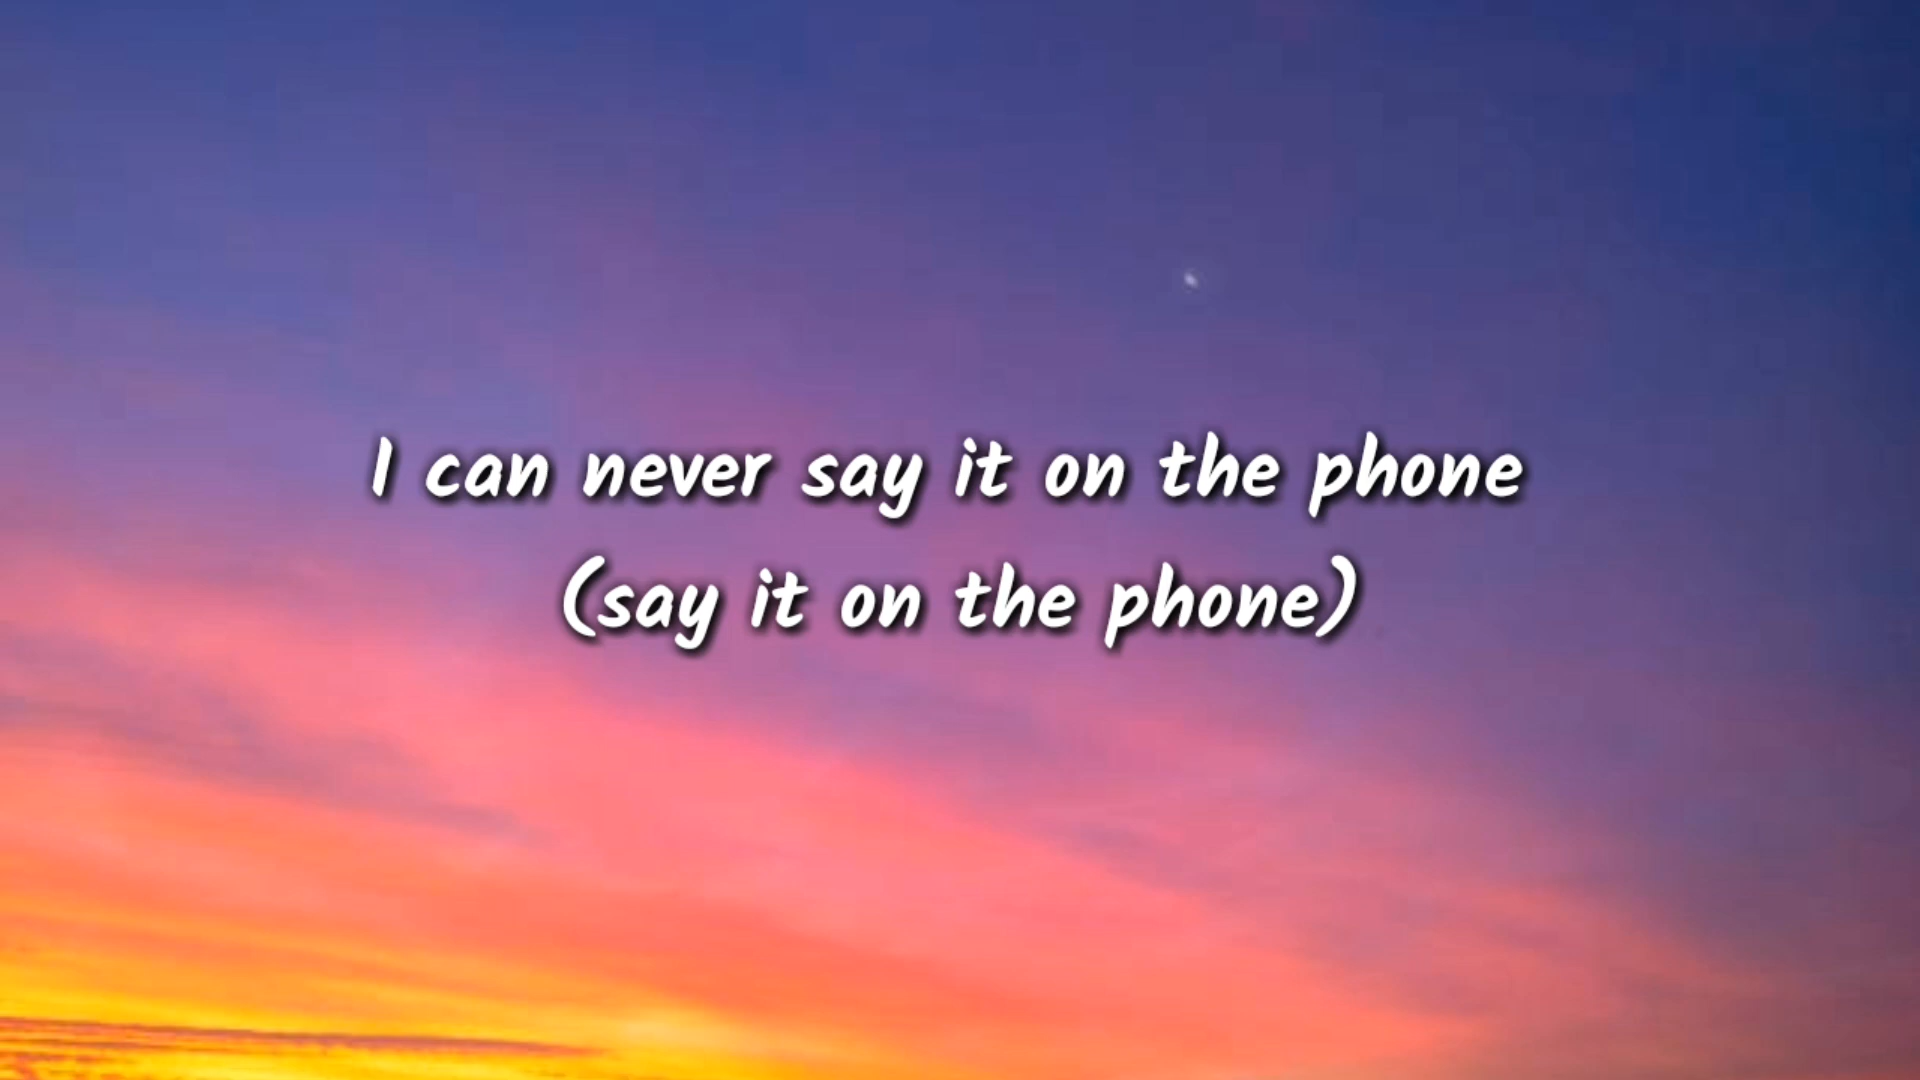 I can never say it on the phone
(say it on the phone)